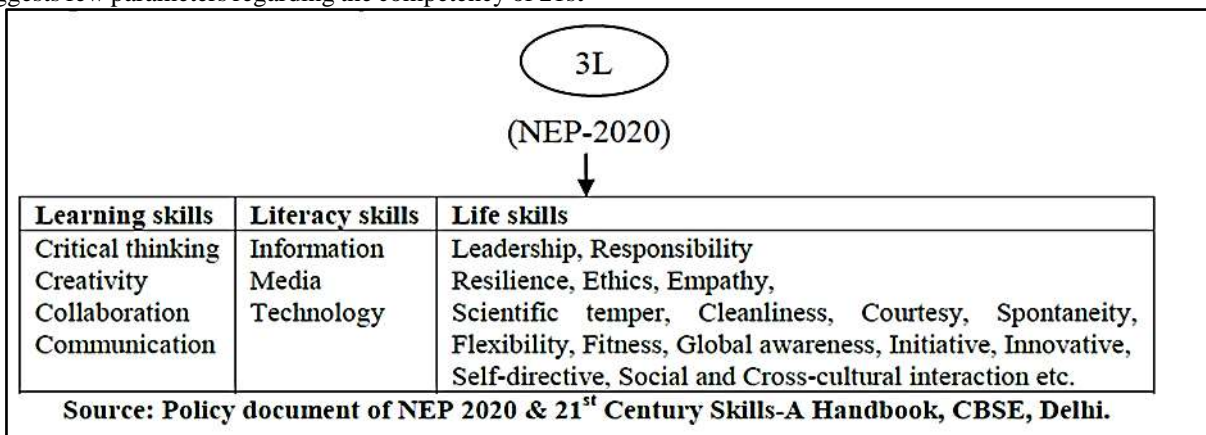 ggests few parameters regarding the competency of 21st
3L
(NEP-2020)
Learning skills Literacy skills Life skills
Critical thinking Information Leadership, Responsibility
Creativity Media Resilience, Ethics, Empathy,
Collaboration Technology Scientific temper, Cleanliness, Courtesy, Spontaneity,
Communication Flexibility, Fitness, Global awareness, Initiative, Innovative,
Self-directive, Social and Cross-cultural interaction etc.
Source: Policy document of NEP 2020 & 21st Century Skills-A Handbook, CBSE, Delhi.